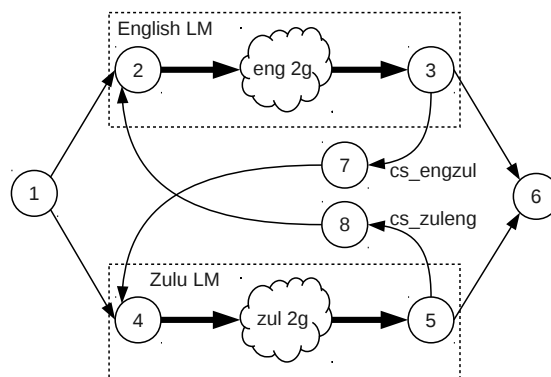 English LM
2
eng 2g
3
7
cs_engzul
1
6
8
cs_zuleng
Zulu LM
4
zul 2g
5